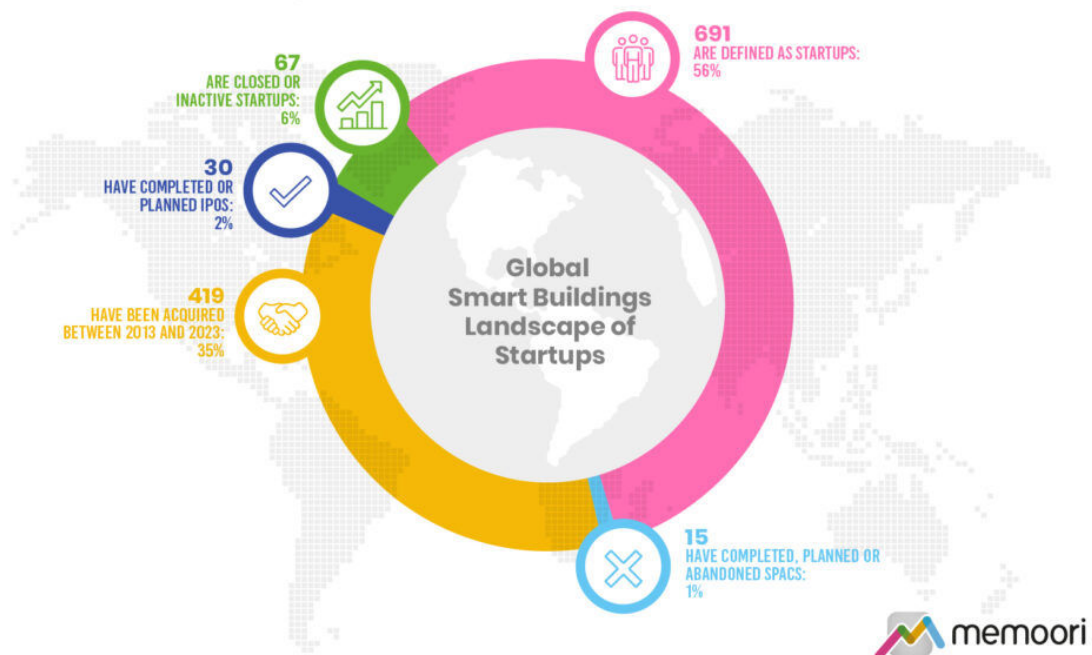 691
ARE DEFINED AS STARTUPS:
56%
67
ARE CLOSED OR
INACTIVE STARTUPS:
6%
30
HAVE COMPLETED OR
PLANNED IPOS:
2%
419
HAVE BEEN ACQUIRED
BETWEEN 2013 AND 2023:
35%
Global
Smart Buildings
Landscape of
Startups
15
HAVE COMPLETED, PLANNED OR
ABANDONED SPACS:
1%
memoori